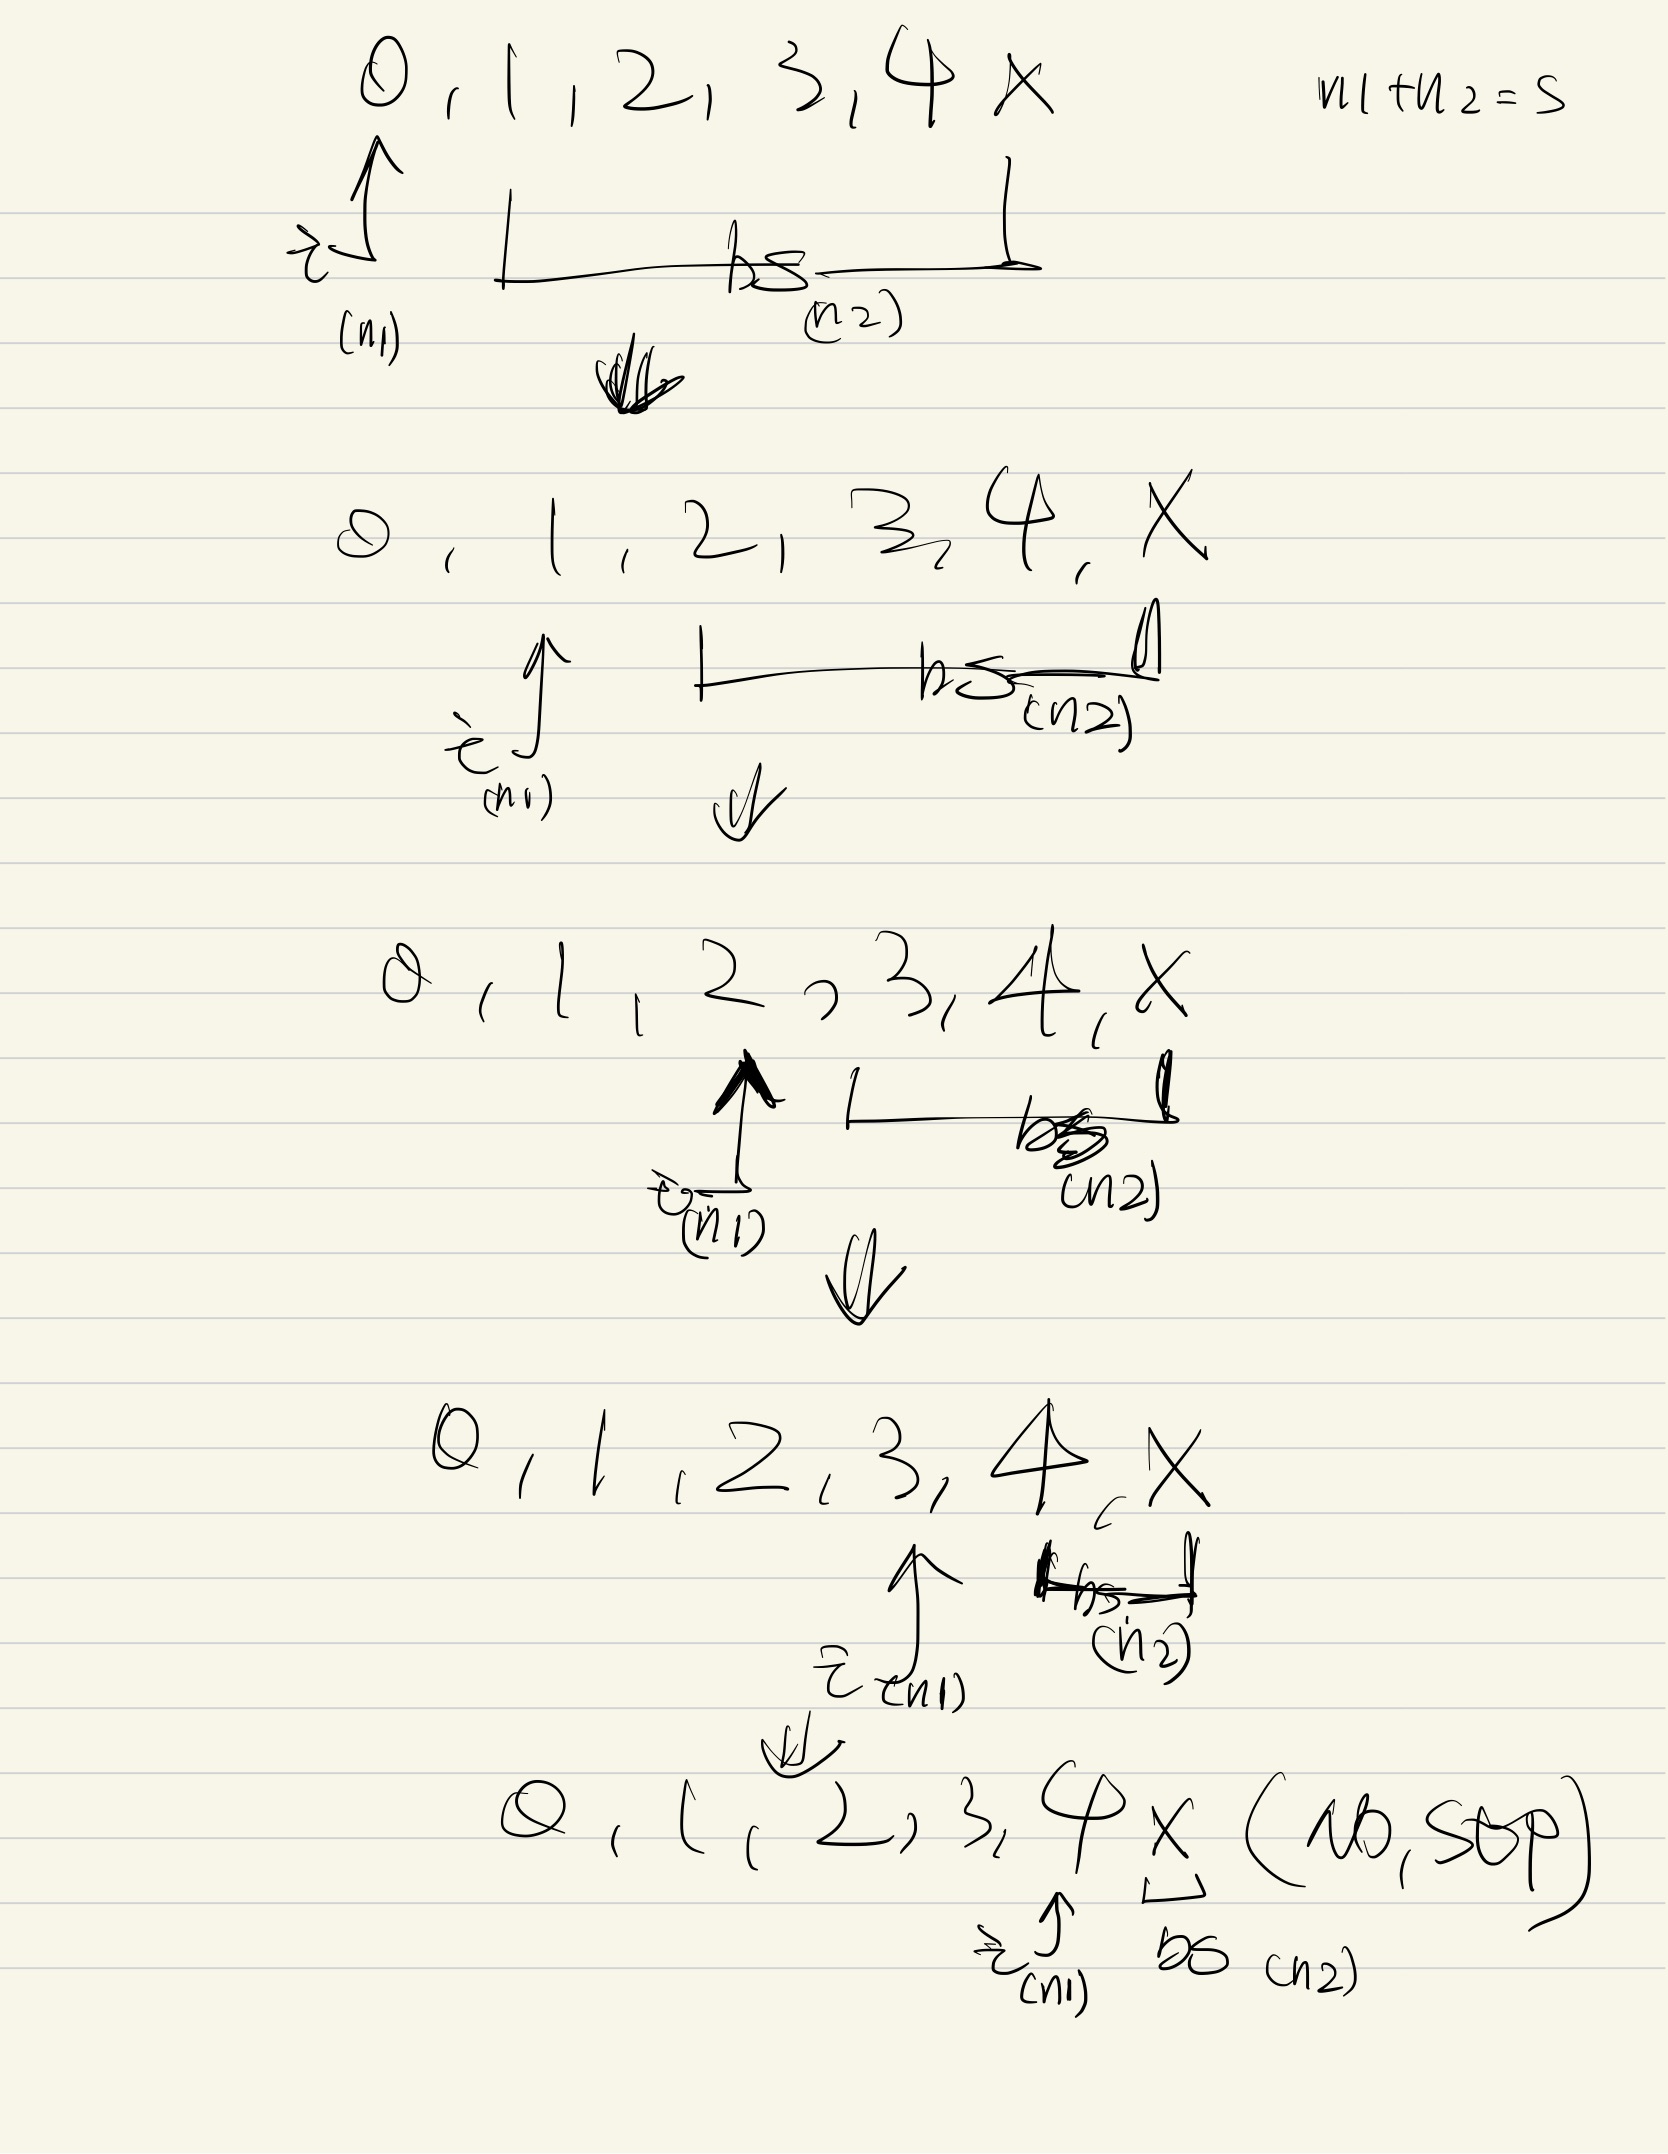 0, 1, 2, 3, 4 X n1+n2=S
i bs
(n1) (n2)
0, 1, 2, 3, 4, X
bs
i (n2)
(n1)
0, 1, 2, 3, 4, X
bs
i (n2)
(n1)
0, 1, 2, 3, 4, X
bs
(n2)
i (n1)
0, 1, 2, 3, 4 X (No, stop)
i bs (n2)
(n1)